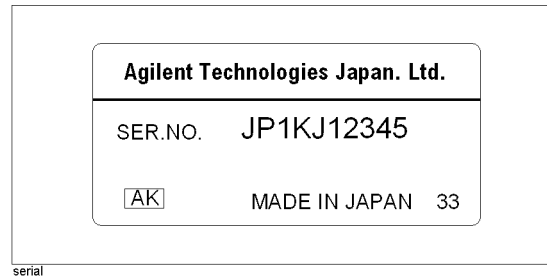 Agilent Technologies Japan. Ltd.
SER.NO. JP1KJ12345
AK MADE IN JAPAN 33
serial